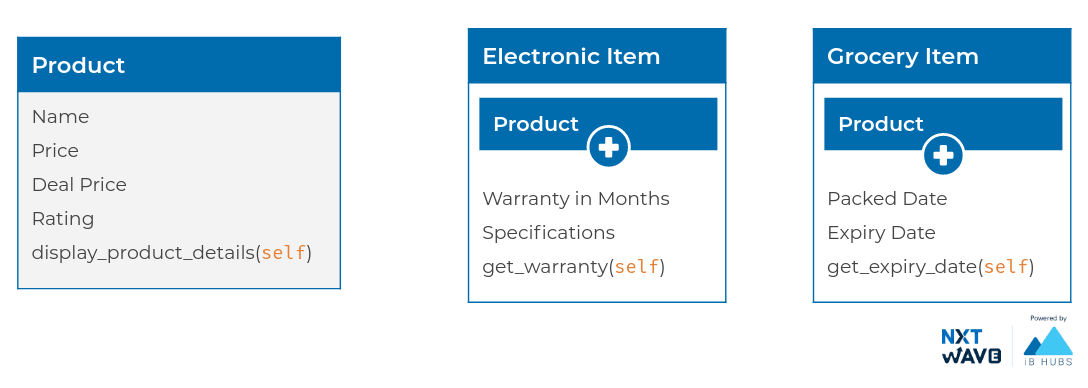 Product
Name
Price
Deal Price
Rating
display_product_details(self)
Electronic Item
Product
Warranty in Months
Specifications
get_warranty(self)
Grocery Item
Product
Packed Date
Expiry Date
get_expiry_date(self)
NXT
WAVE
Powered by
iB HUBS